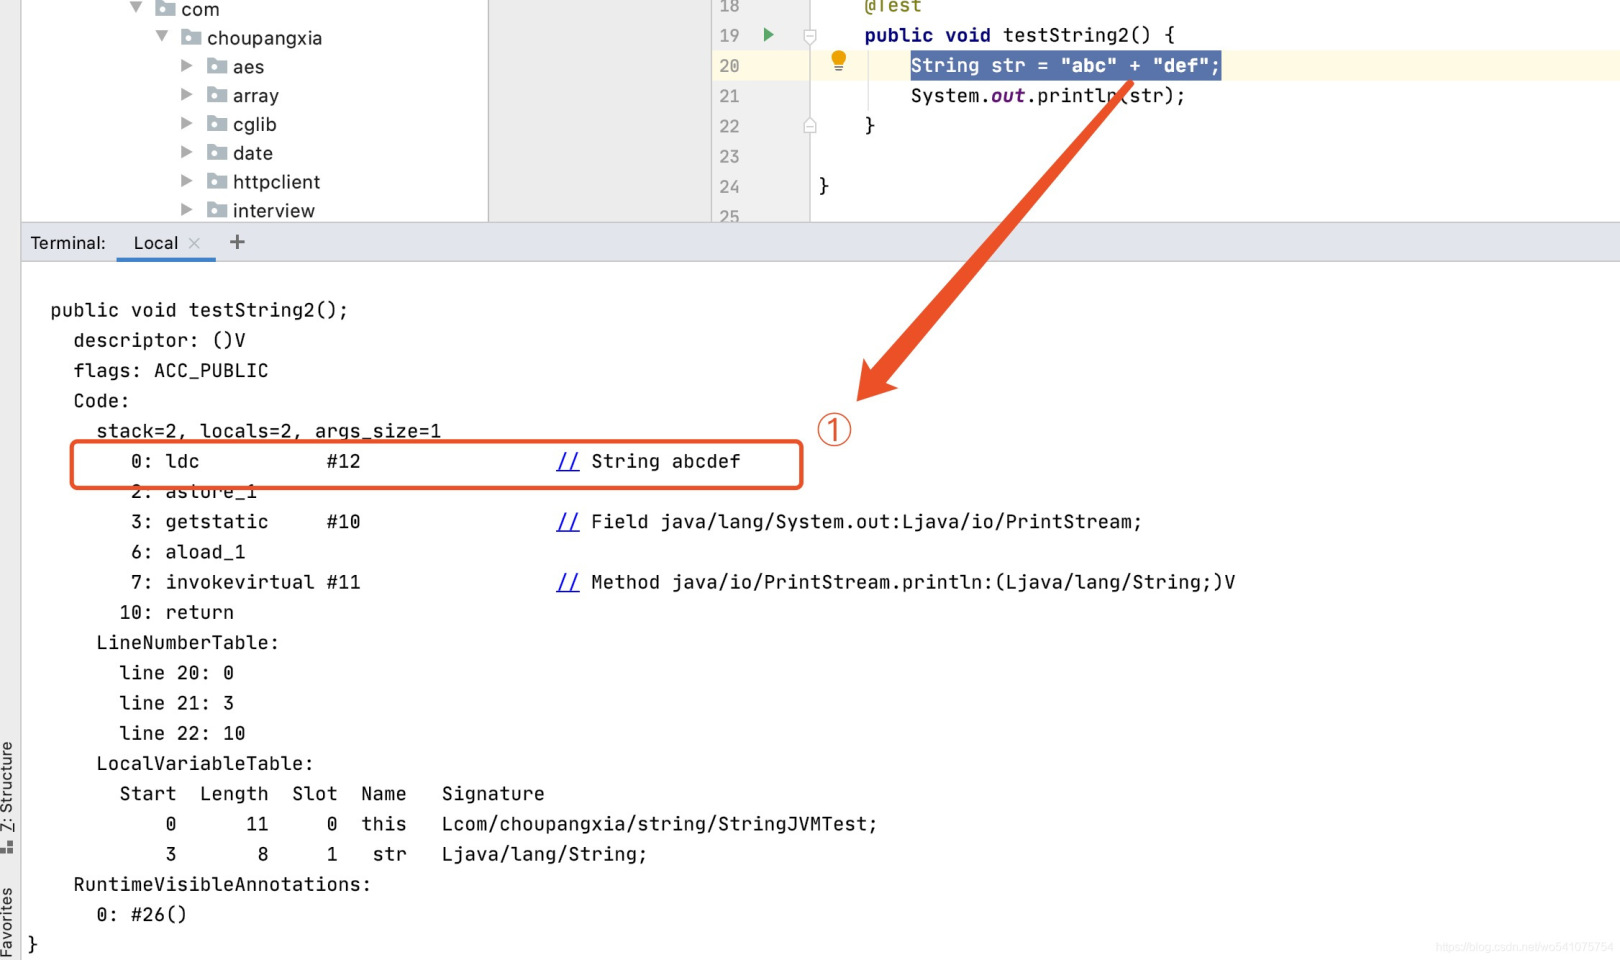 com
choupangxia
aes
array
cglib
date
httpclient
interview
18 @Test
19 public void testString2() {
20 String str = "abc" + "def";
21 System.out.println(str);
22 }
23
24 }
25
Terminal: Local × +
public void testString2();
descriptor: ()V
flags: ACC_PUBLIC
Code:
stack=2, locals=2, args_size=1
0: ldc #12 // String abcdef
①
2: astore_1
3: getstatic #10 // Field java/lang/System.out:Ljava/io/PrintStream;
6: aload_1
7: invokevirtual #11 // Method java/io/PrintStream.println:(Ljava/lang/String;)V
10: return
LineNumberTable:
line 20: 0
line 21: 3
line 22: 10
LocalVariableTable:
Start Length Slot Name Signature
0 11 0 this Lcom/choupangxia/string/StringJVMTest;
3 8 1 str Ljava/lang/String;
RuntimeVisibleAnnotations:
0: #26()
}
Z: Structure
Favorites
https://blog.csdn.net/wo541075754